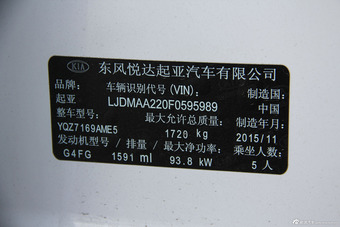 KIA 东风悦达起亚汽车有限公司
品牌: 车辆识别代号(VIN): 制造国:
起亚 LJDMAA220F0595989 中国
整车型号: 最大允许总质量: 制造年月:
YQZ7169AME5 1720 kg 2015/11
发动机型号 / 排量 / 最大净功率: 乘坐人数
G4FG 1591 ml 93.8 kW 5 人